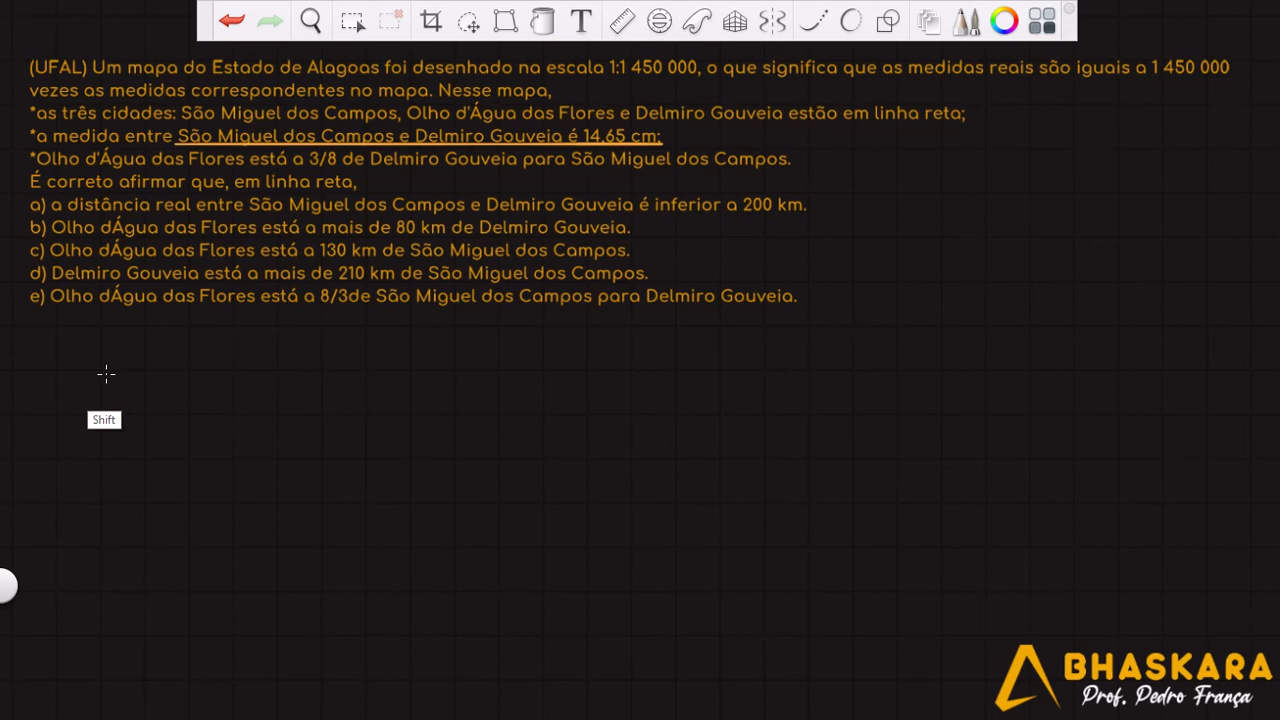 (UFAL) Um mapa do Estado de Alagoas foi desenhado na escala 1:1 450 000, o que significa que as medidas reais são iguais a 1 450 000
vezes as medidas correspondentes no mapa. Nesse mapa,
*as três cidades: São Miguel dos Campos, Olho d'Água das Flores e Delmiro Gouveia estão em linha reta;
*a medida entre São Miguel dos Campos e Delmiro Gouveia é 14,65 cm;
*Olho d'Água das Flores está a 3/8 de Delmiro Gouveia para São Miguel dos Campos.
É correto afirmar que, em linha reta,
a) a distância real entre São Miguel dos Campos e Delmiro Gouveia é inferior a 200 km.
b) Olho dÁgua das Flores está a mais de 80 km de Delmiro Gouveia.
c) Olho dÁgua das Flores está a 130 km de São Miguel dos Campos.
d) Delmiro Gouveia está a mais de 210 km de São Miguel dos Campos.
e) Olho dÁgua das Flores está a 8/3de São Miguel dos Campos para Delmiro Gouveia.
Shift
BHASKARA
Prof. Pedro França